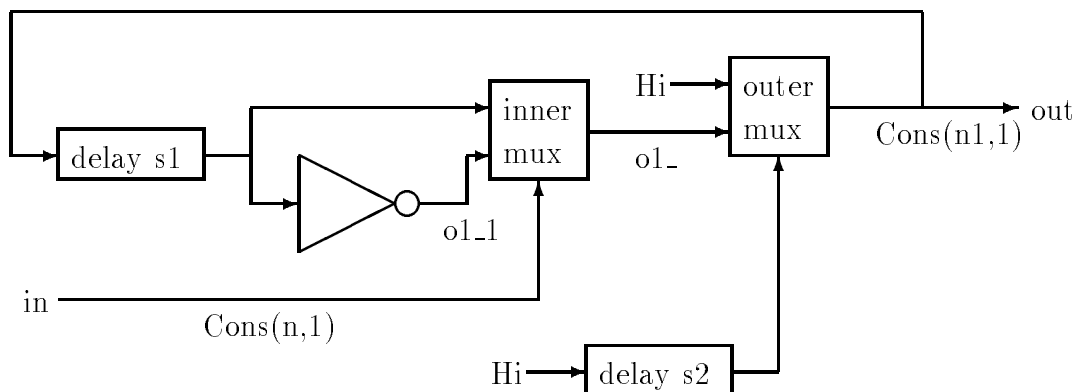 Hi
outer
mux
inner
mux
out
Cons(n1,1)
delay s1
o1_
o1_1
in
Cons(n,1)
Hi
delay s2